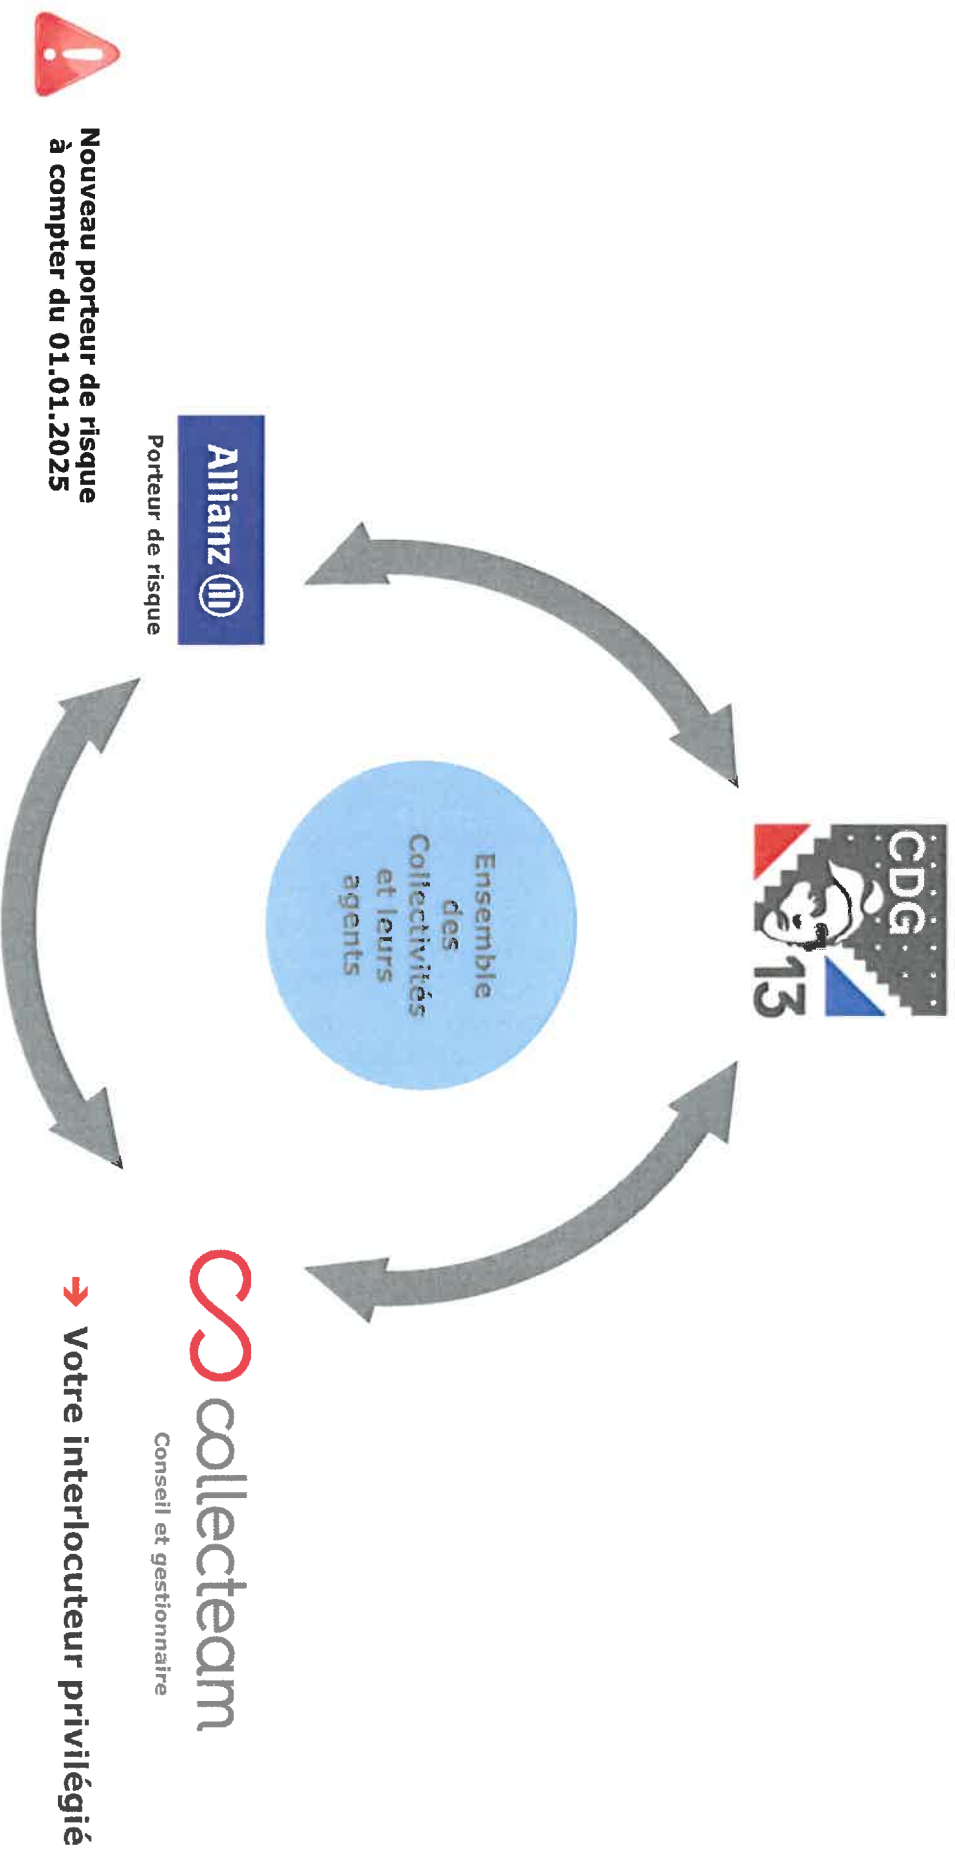 CDG
13
Ensemble
des
Collectivités
et leurs
agents
Allianz
Porteur de risque
Nouveau porteur de risque
à compter du 01.01.2025
collecteam
Conseil et gestionnaire
➔ Votre interlocuteur privilégié